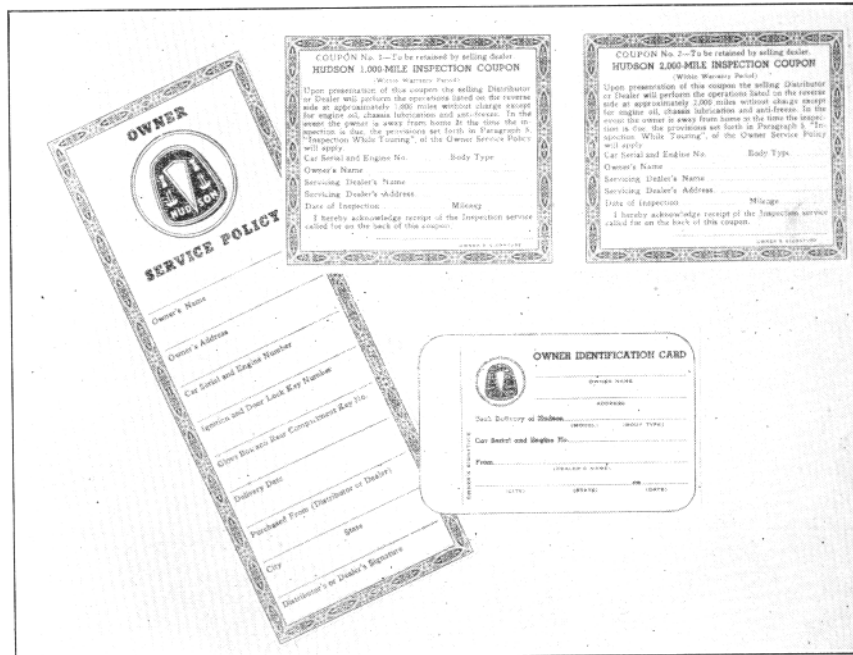 OWNER
HUDSON
SERVICE POLICY
Owner's Name
Owner's Address
Car Serial and Engine Number
Ignition and Door Lock Key Number
Glove Box and Rear Compartment Key No.
Delivery Date
Purchased From (Distributor or Dealer)
City State
Distributor's or Dealer's Signature
COUPON No. 1—To be retained by selling dealer
HUDSON 1,000-MILE INSPECTION COUPON
(Within Warranty Period)
Upon presentation of this coupon the selling Distributor
or Dealer will perform the operations listed on the reverse
side at approximately 1,000 miles without charge except
for engine oil, chassis lubrication and anti-freeze. In the
event the owner is away from home at the time the in-
spection is due, the provisions set forth in Paragraph 5,
"Inspection While Touring", of the Owner Service Policy
will apply.
Car Serial and Engine No. Body Type
Owner's Name
Servicing Dealer's Name
Servicing Dealer's Address
Date of Inspection Mileage
I hereby acknowledge receipt of the Inspection service
called for on the back of this coupon.
OWNER'S SIGNATURE
COUPON No. 2—To be retained by selling dealer.
HUDSON 2,000-MILE INSPECTION COUPON
(Within Warranty Period)
Upon presentation of this coupon the selling Distributor
or Dealer will perform the operations listed on the reverse
side at approximately 2,000 miles without charge except
for engine oil, chassis lubrication and anti-freeze. In the
event the owner is away from home at the time the inspec-
tion is due, the provisions set forth in Paragraph 5, "In-
spection While Touring", of the Owner Service Policy
will apply.
Car Serial and Engine No. Body Type
Owner's Name
Servicing Dealer's Name
Servicing Dealer's Address
Date of Inspection Mileage
I hereby acknowledge receipt of the Inspection service
called for on the back of this coupon.
OWNER'S SIGNATURE
OWNER IDENTIFICATION CARD
OWNER NAME
ADDRESS
Took Delivery of Hudson
(MODEL) (BODY TYPE)
Car Serial and Engine No.
From
(DEALER'S NAME)
on
(CITY) (STATE) (DATE)
OWNER'S SIGNATURE